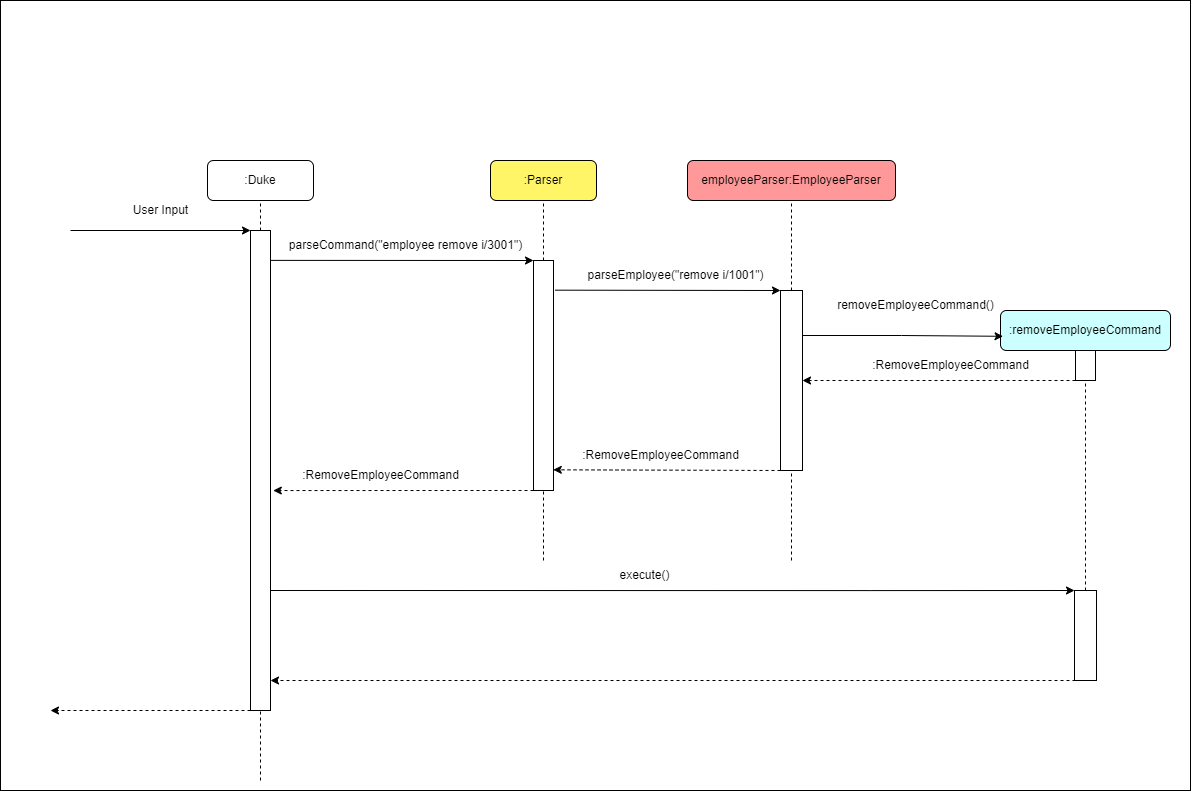 :Duke
:Parser
employeeParser:EmployeeParser
User Input
parseCommand("employee remove i/3001")
parseEmployee("remove i/1001")
removeEmployeeCommand()
:removeEmployeeCommand
:RemoveEmployeeCommand
:RemoveEmployeeCommand
:RemoveEmployeeCommand
execute()